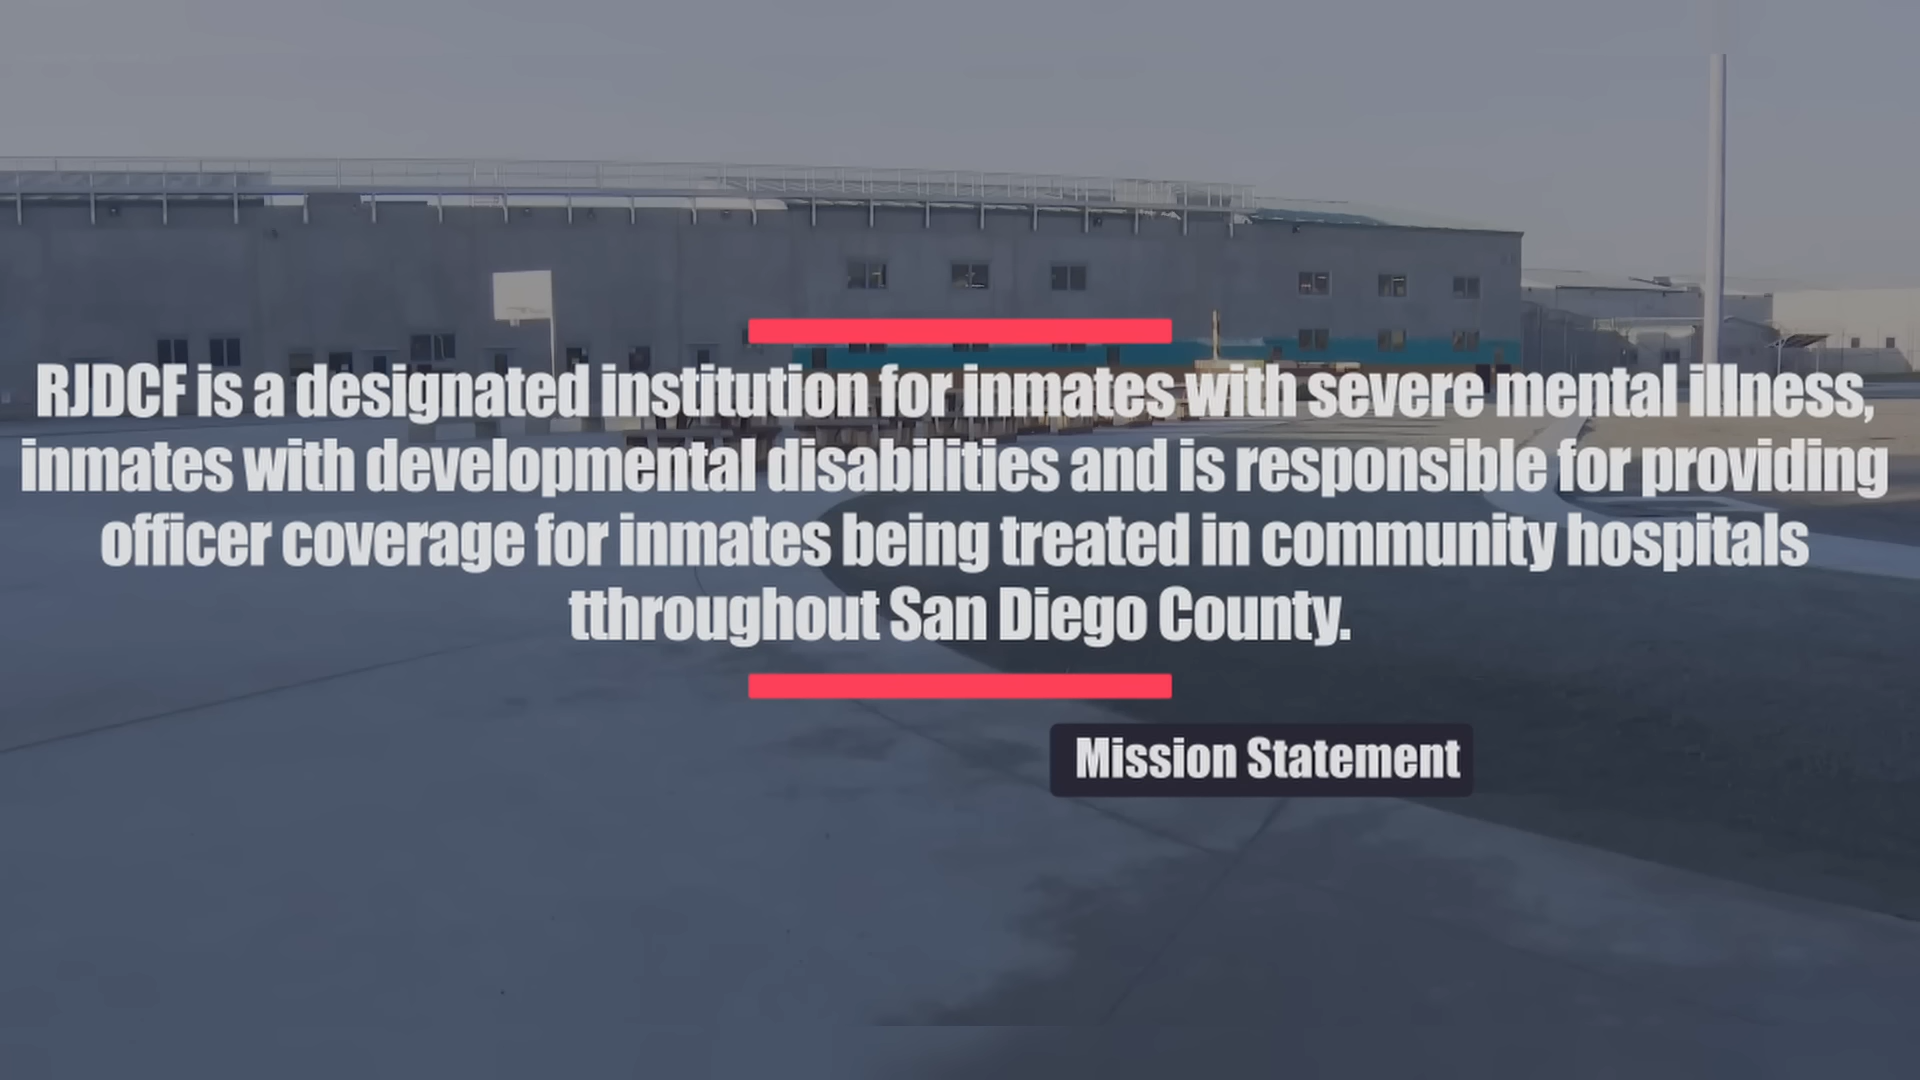 RJDCF is a designated institution for inmates with severe mental illness,
inmates with developmental disabilities and is responsible for providing
officer coverage for inmates being treated in community hospitals
tthroughout San Diego County.
Mission Statement